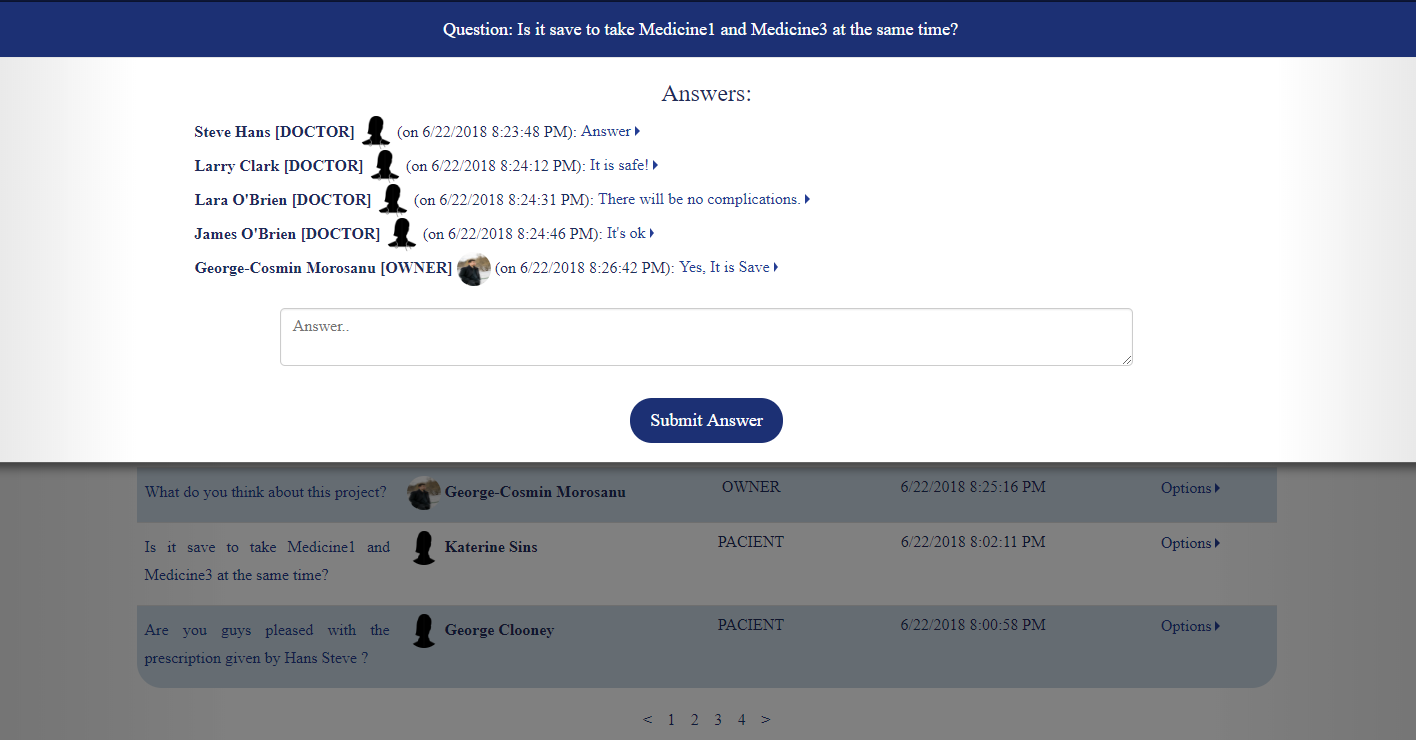 Question: Is it save to take Medicine1 and Medicine3 at the same time?
Answers:
Steve Hans [DOCTOR] (on 6/22/2018 8:23:48 PM): Answer
Larry Clark [DOCTOR] (on 6/22/2018 8:24:12 PM): It is safe!
Lara O'Brien [DOCTOR] (on 6/22/2018 8:24:31 PM): There will be no complications.
James O'Brien [DOCTOR] (on 6/22/2018 8:24:46 PM): It's ok
George-Cosmin Morosanu [OWNER] (on 6/22/2018 8:26:42 PM): Yes, It is Save
Answer..
Submit Answer
What do you think about this project? George-Cosmin Morosanu OWNER 6/22/2018 8:25:16 PM Options
Is it save to take Medicine1 and Katerine Sins PACIENT 6/22/2018 8:02:11 PM Options
Medicine3 at the same time?
Are you guys pleased with the George Clooney PACIENT 6/22/2018 8:00:58 PM Options
prescription given by Hans Steve ?
< 1 2 3 4 >